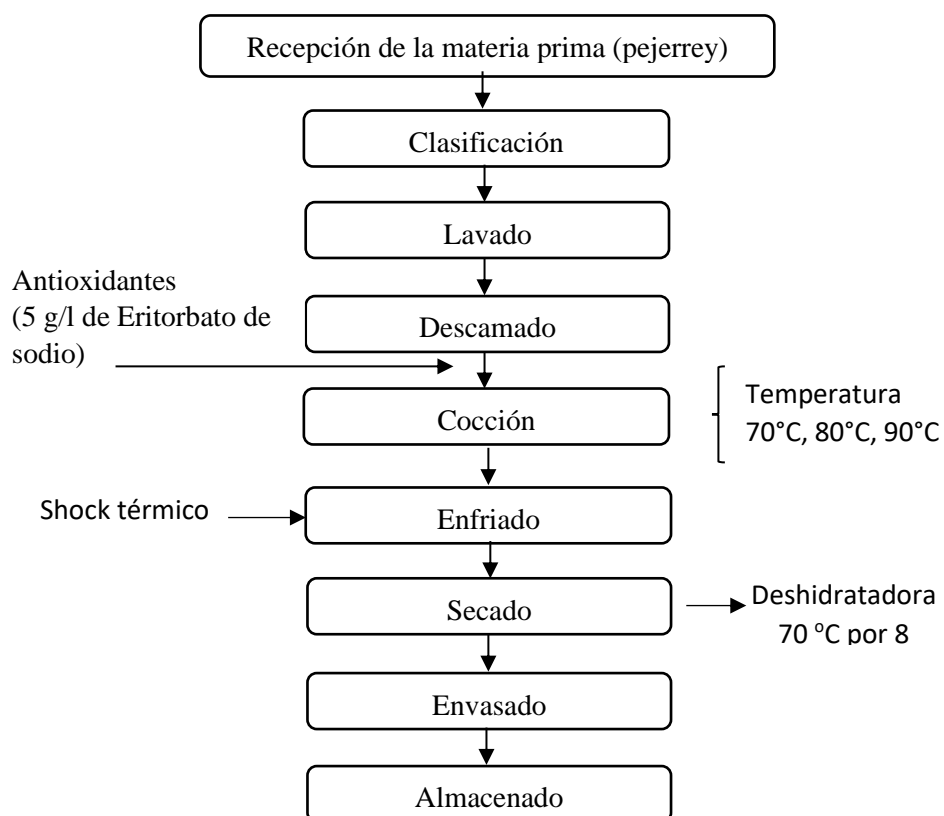 Recepción de la materia prima (pejerrey)
Clasificación
Lavado
Antioxidantes
(5 g/l de Eritorbato de
sodio)
Descamado
Cocción
Temperatura
70°C, 80°C, 90°C
Shock térmico
Enfriado
Secado
Deshidratadora
70 ºC por 8
Envasado
Almacenado